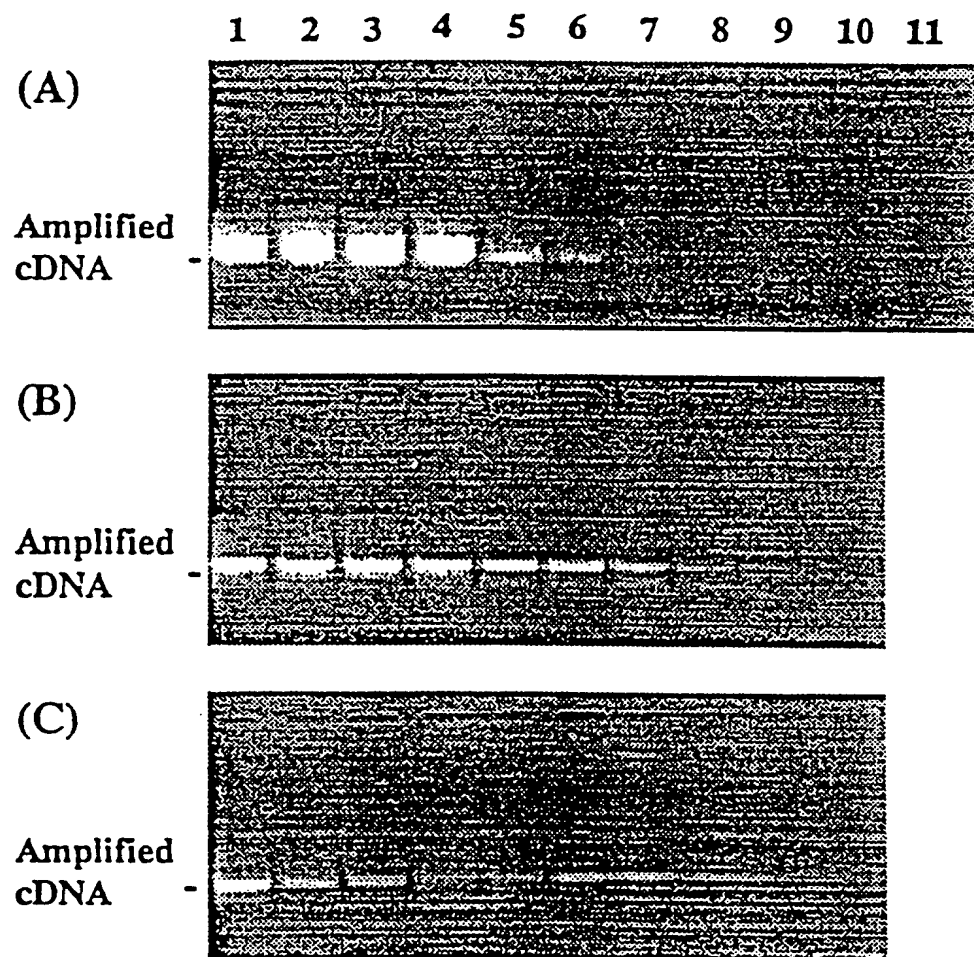 1 2 3 4 5 6 7 8 9 10 11
(A)
Amplified
cDNA -
(B)
Amplified
cDNA -
(C)
Amplified
cDNA -